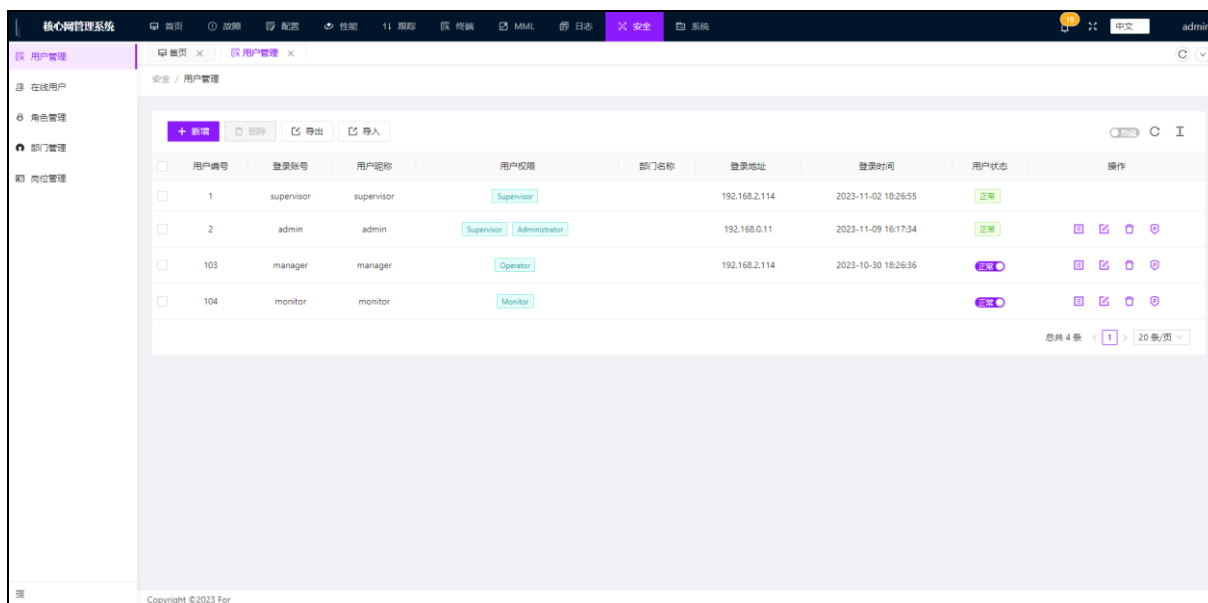 核心网管理系统 首页 故障 配置 性能 跟踪 终端 MML 日志 安全 系统 19 中文 admin
用户管理 首页 用户管理
在线用户 安全 / 用户管理
角色管理
部门管理 新增 删除 导出 导入
岗位管理 用户编号 登录账号 用户昵称 用户权限 部门名称 登录地址 登录时间 用户状态 操作
1 supervisor supervisor Supervisor 192.168.2.114 2023-11-02 18:26:55 正常
2 admin admin Supervisor Administrator 192.168.0.11 2023-11-09 16:17:34 正常
103 manager manager Operator 192.168.2.114 2023-10-30 18:26:36 正常
104 monitor monitor Monitor 正常
总共 4 条 < 1 > 20 条/页
Copyright ©2023 For